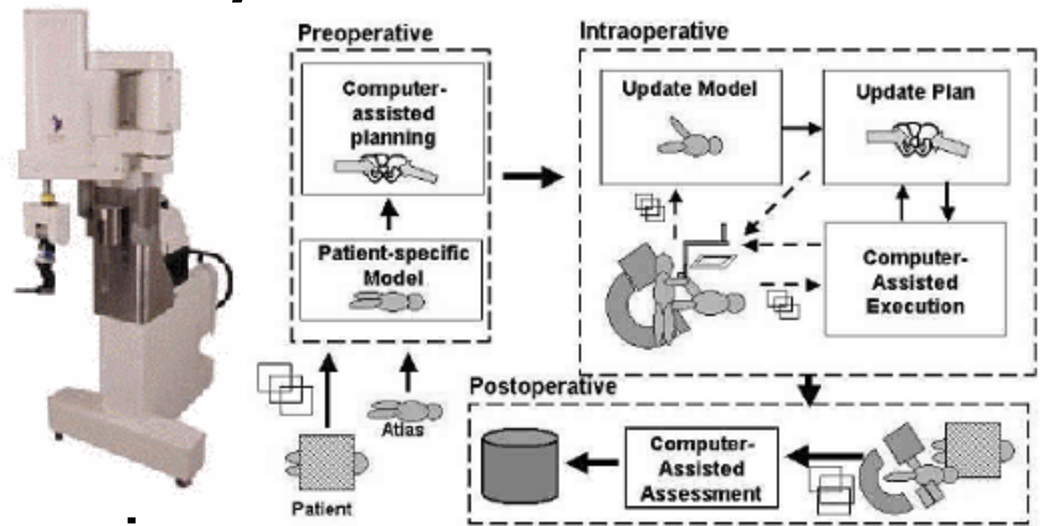 Preoperative
Computer-
assisted
planning
Patient-specific
Model
Patient
Atlas
Intraoperative
Update Model
Update Plan
Computer-
Assisted
Execution
Postoperative
Computer-
Assisted
Assessment